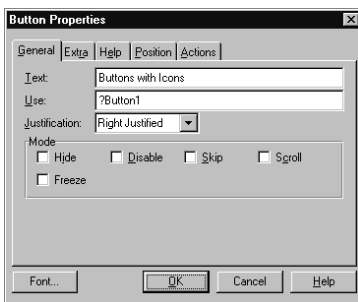 Button Properties
General Extra Help Position Actions
Text: Buttons with Icons
Use: ?Button1
Justification: Right Justified
Mode
Hide Disable Skip Scroll
Freeze
Font... OK Cancel Help